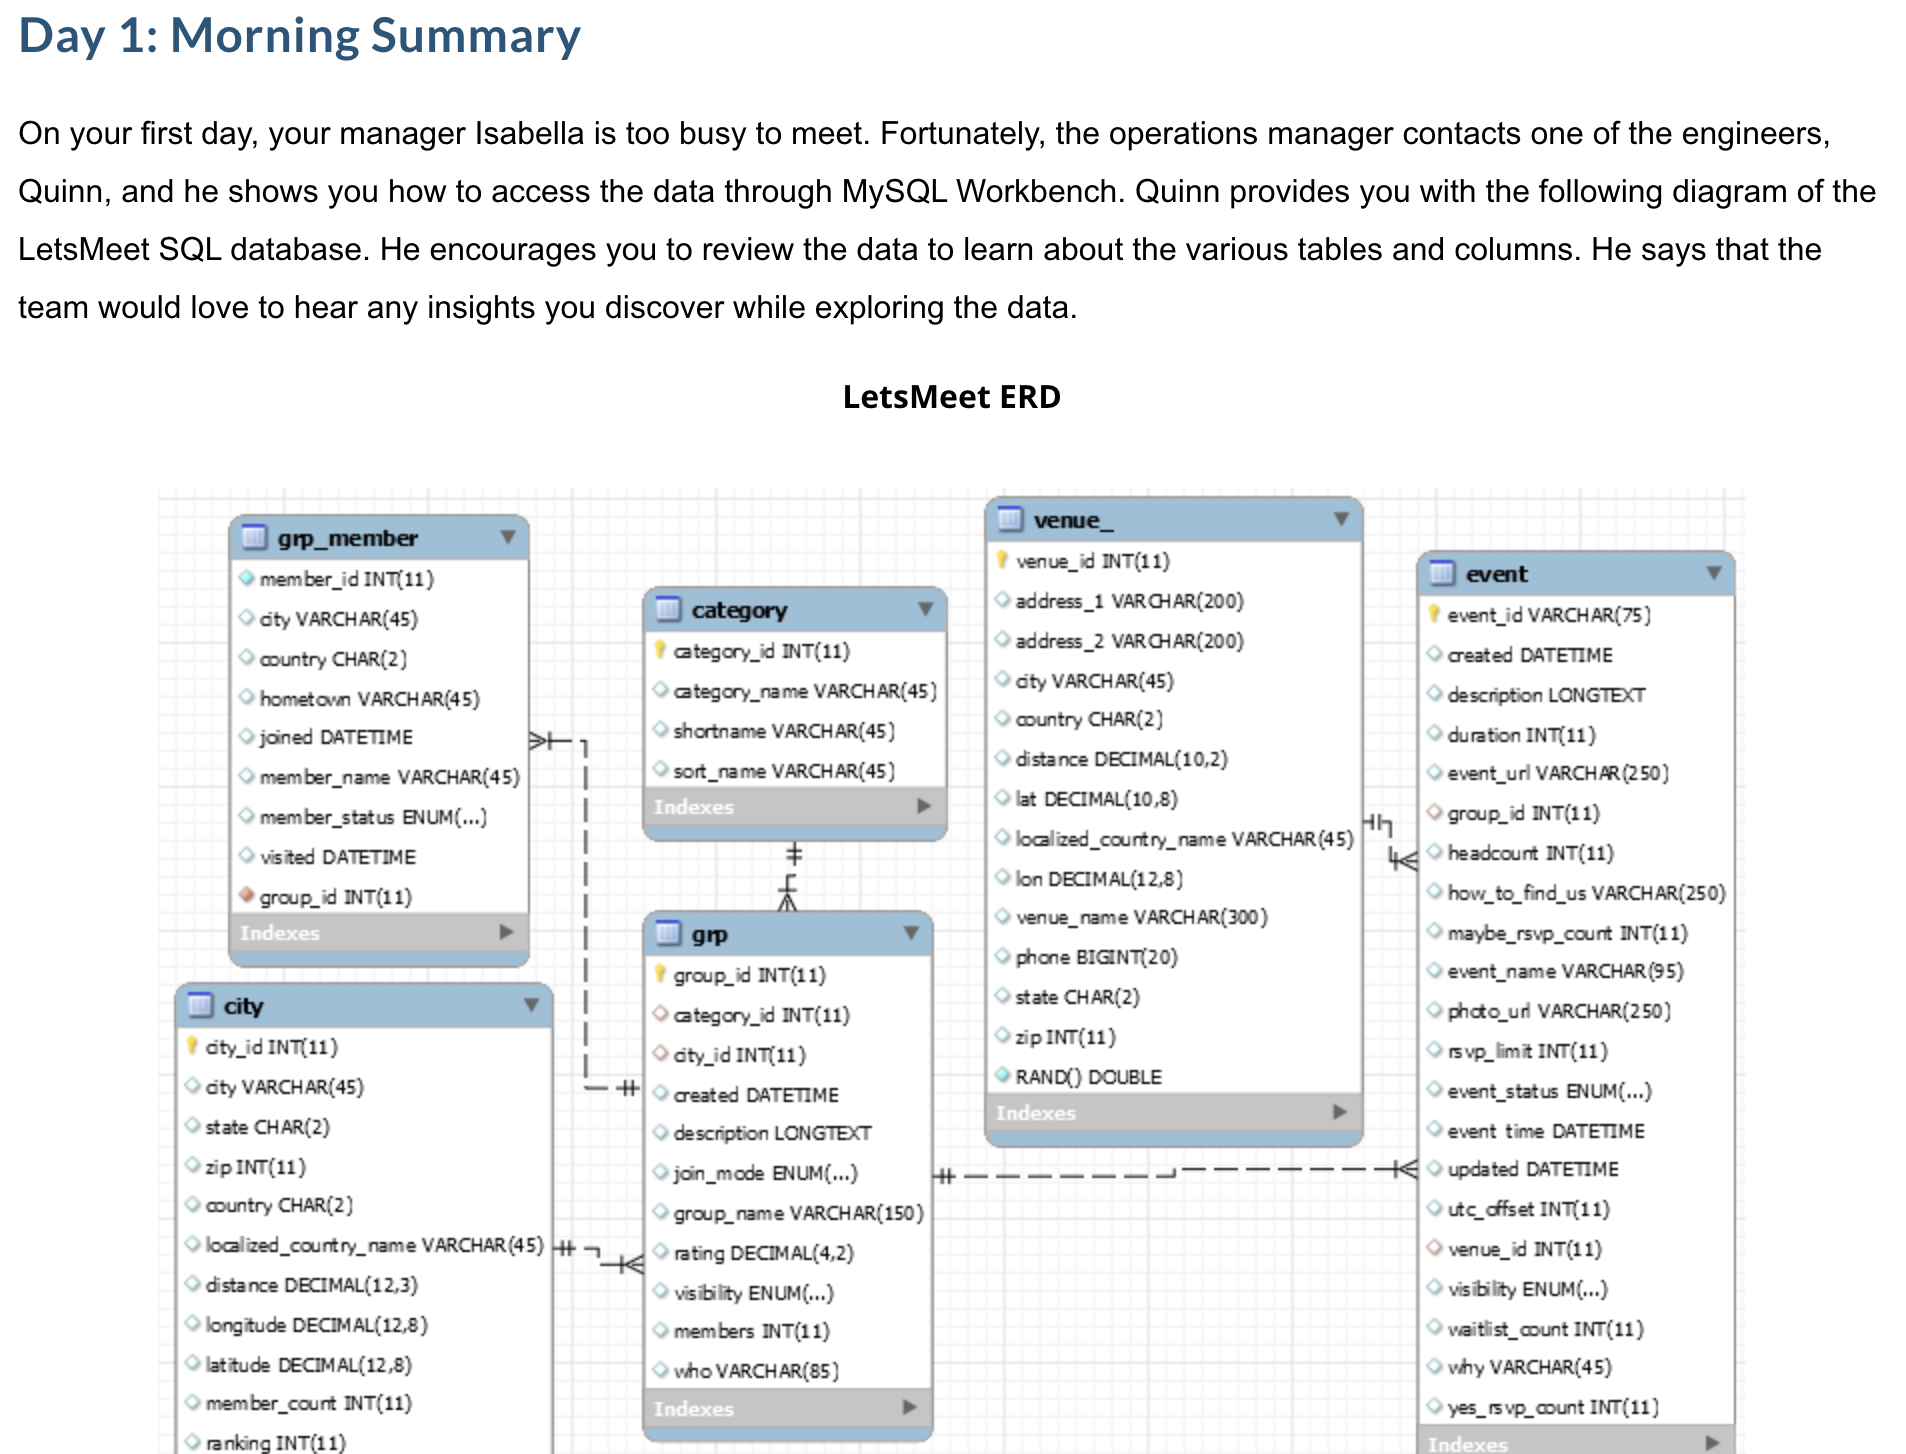 Day 1: Morning Summary
On your first day, your manager Isabella is too busy to meet. Fortunately, the operations manager contacts one of the engineers,
Quinn, and he shows you how to access the data through MySQL Workbench. Quinn provides you with the following diagram of the
LetsMeet SQL database. He encourages you to review the data to learn about the various tables and columns. He says that the
team would love to hear any insights you discover while exploring the data.
LetsMeet ERD
grp_member
member_id INT(11)
city VARCHAR(45)
country CHAR(2)
hometown VARCHAR(45)
joined DATETIME
member_name VARCHAR(45)
member_status ENUM(...)
visited DATETIME
group_id INT(11)
Indexes
city
city_id INT(11)
city VARCHAR(45)
state CHAR(2)
zip INT(11)
country CHAR(2)
localized_country_name VARCHAR(45)
distance DECIMAL(12,3)
longitude DECIMAL(12,8)
latitude DECIMAL(12,8)
member_count INT(11)
ranking INT(11)
category
category_id INT(11)
category_name VARCHAR(45)
shortname VARCHAR(45)
sort_name VARCHAR(45)
Indexes
grp
group_id INT(11)
category_id INT(11)
city_id INT(11)
created DATETIME
description LONGTEXT
join_mode ENUM(...)
group_name VARCHAR(150)
rating DECIMAL(4,2)
visibility ENUM(...)
members INT(11)
who VARCHAR(85)
Indexes
venue_
venue_id INT(11)
address_1 VARCHAR(200)
address_2 VARCHAR(200)
city VARCHAR(45)
country CHAR(2)
distance DECIMAL(10,2)
lat DECIMAL(10,8)
localized_country_name VARCHAR(45)
lon DECIMAL(12,8)
venue_name VARCHAR(300)
phone BIGINT(20)
state CHAR(2)
zip INT(11)
RAND() DOUBLE
Indexes
event
event_id VARCHAR(75)
created DATETIME
description LONGTEXT
duration INT(11)
event_url VARCHAR(250)
group_id INT(11)
headcount INT(11)
how_to_find_us VARCHAR(250)
maybe_rsvp_count INT(11)
event_name VARCHAR(95)
photo_url VARCHAR(250)
rsvp_limit INT(11)
event_status ENUM(...)
event time DATETIME
updated DATETIME
utc_offset INT(11)
venue_id INT(11)
visibility ENUM(...)
waitlist_count INT(11)
why VARCHAR(45)
yes_rsvp_count INT(11)
Indexes